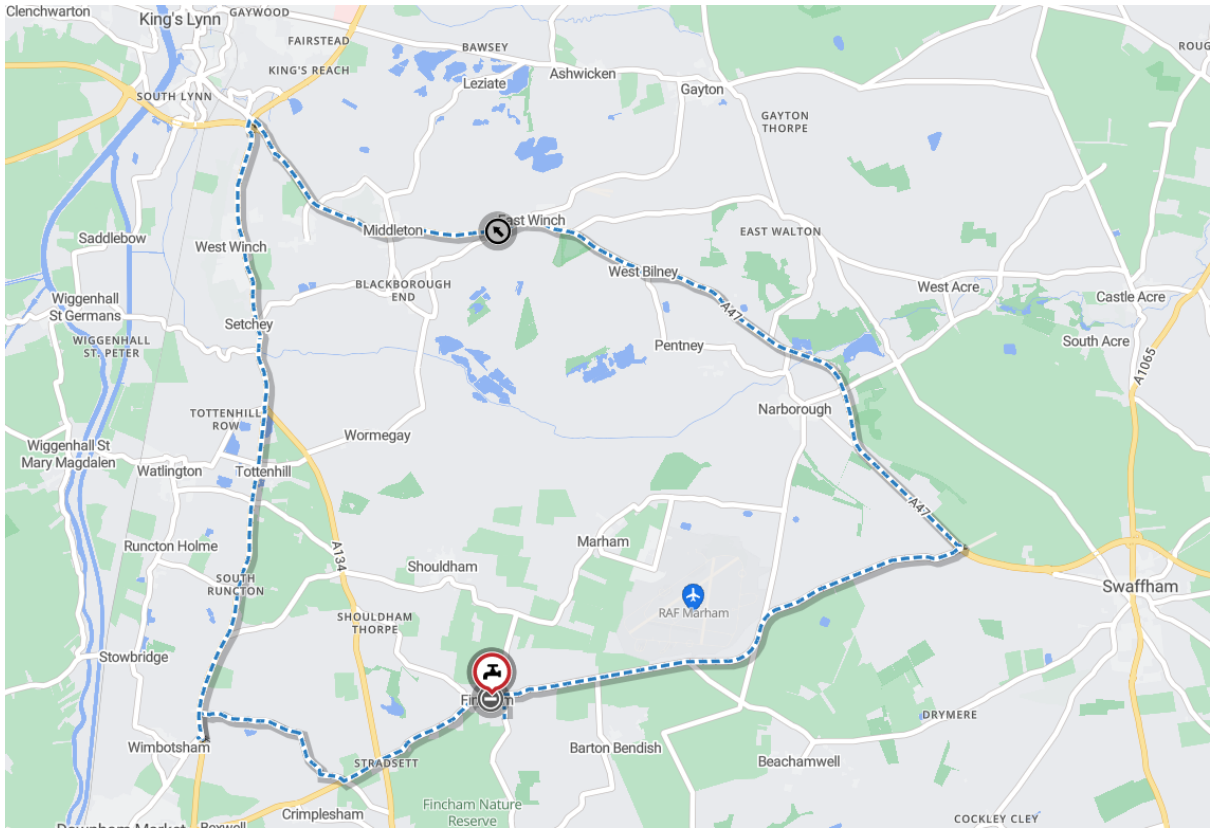 Clenchwarton
King's Lynn
GAYWOOD
FAIRSTEAD
KING'S REACH
BAWSEY
Leziate
Ashwicken
Gayton
GAYTON
THORPE
SOUTH LYNN
Saddlebow
West Winch
Middleton
East Winch
EAST WALTON
West Bilney
BLACKBOROUGH
END
West Acre
Castle Acre
Wiggenhall
St Germans
WIGGENHALL
ST. PETER
Setchey
A47
Pentney
South Acre
A1065
TOTTENHILL
ROW
Wormegay
Narborough
Wiggenhall St
Mary Magdalen
Watlington
Tottenhill
A47
Runcton Holme
A134
Marham
Shouldham
SOUTH
RUNCTON
SHOULDHAM
THORPE
RAF Marham
Swaffham
Stowbridge
DRYMERE
Wimbotsham
Barton Bendish
Beachamwell
STRADSETT
Crimplesham
Fincham Nature
Reserve
COCKLEY CLEY